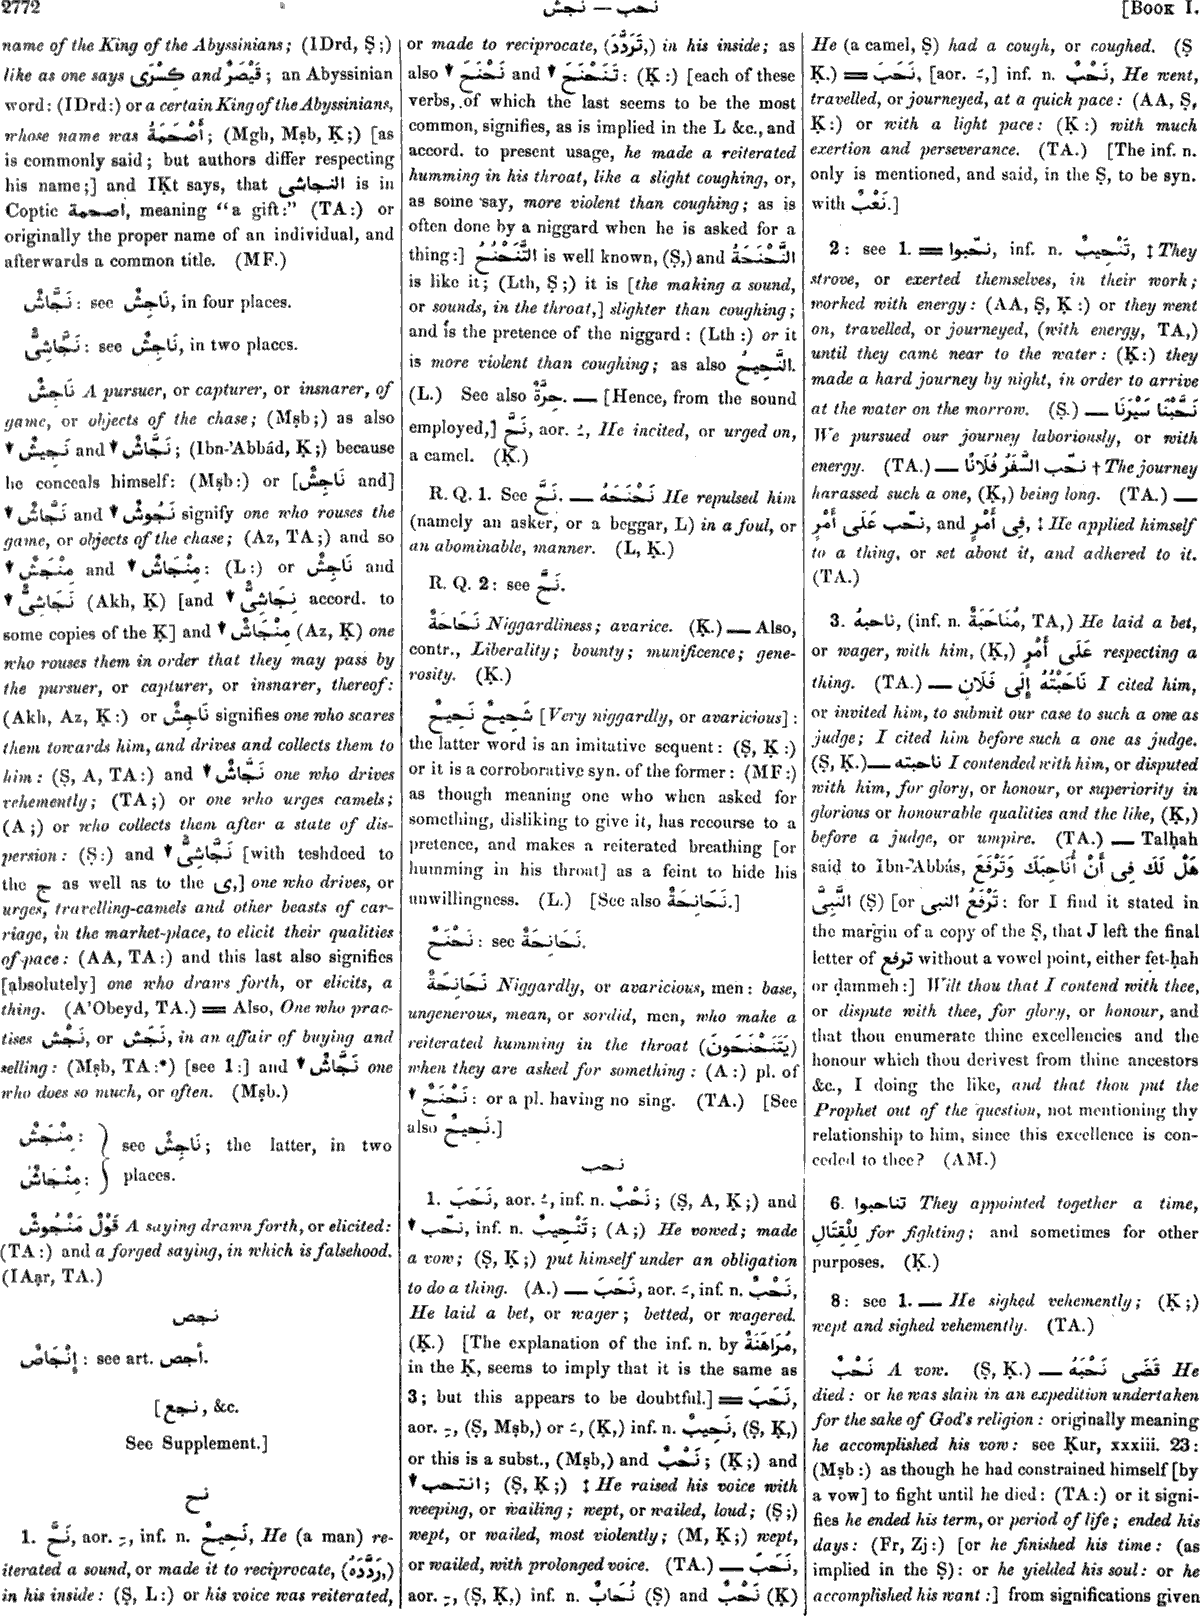 2772
نجش — نحب
[Book I.
name of the King of the Abyssinians; (IDrd, Ṣ;)
like as one says كِسْرَى and قَيْصَرُ; an Abyssinian
word: (IDrd:) or a certain King of the Abyssinians,
whose name was أَصْحَمَةُ; (Mgh, Mṣb, Ḳ;) [as
is commonly said; but authors differ respecting
his name;] and IḲt says, that النجاشى is in
Coptic اصحمة, meaning “a gift:” (TA:) or
originally the proper name of an individual, and
afterwards a common title. (MF.)
نَجَّاشٌ: see نَاجِشٌ, in four places.
نَجَّاشِىٌّ: see نَاجِشٌ, in two places.
نَاجِشٌ A pursuer, or capturer, or insnarer, of
game, or objects of the chase; (Mṣb;) as also
▼ نَجِيشٌ and ▼ نَجَّاشٌ; (Ibn-'Abbád, Ḳ;) because
he conceals himself: (Mṣb:) or [نَاجِشٌ and]
▼ نَجَّاشٌ and ▼ نَجُوشٌ signify one who rouses the
game, or objects of the chase; (Az, TA;) and so
▼ مِنْجَشٌ and ▼ مِنْجَاشٌ: (L:) or نَاجِشٌ and
▼ نَجَاشِىٌّ (Akh, Ḳ) [and ▼ نِجَاشِىٌّ accord. to
some copies of the Ḳ] and ▼ مِنْجَاشٌ (Az, Ḳ) one
who rouses them in order that they may pass by
the pursuer, or capturer, or insnarer, thereof:
(Akh, Az, Ḳ:) or نَاجِشٌ signifies one who scares
them towards him, and drives and collects them to
him: (Ṣ, A, TA:) and ▼ نَجَّاشٌ one who drives
vehemently; (TA;) or one who urges camels;
(A;) or who collects them after a state of dis-
persion: (Ṣ:) and ▼ نَجَّاشِىٌّ [with teshdeed to
the ج as well as to the ى,] one who drives, or
urges, travelling-camels and other beasts of car-
riage, in the market-place, to elicit their qualities
of pace: (AA, TA:) and this last also signifies
[absolutely] one who draws forth, or elicits, a
thing. (A'Obeyd, TA.) ═ Also, One who prac-
tises نَجْش, or نَجَش, in an affair of buying and
selling: (Mṣb, TA:*) [see 1:] and ▼ نَجَّاشٌ one
who does so much, or often. (Mṣb.)
مِنْجَشٌ: } see نَاجِشٌ; the latter, in two
مِنْجَاشٌ: } places.
قَوْلٌ مَنْجُوشٌ A saying drawn forth, or elicited:
(TA:) and a forged saying, in which is falsehood.
(IAạr, TA.)
نجص
إِنْجَاصٌ: see art. أجص.
[نجع, &c.
See Supplement.]
نح
1. نَحَّ, aor. ـِ, inf. n. نَحِيحٌ, He (a man) re-
iterated a sound, or made it to reciprocate, (رَدَّدَهُ,)
in his inside: (Ṣ, L:) or his voice was reiterated,
or made to reciprocate, (تَرَدَّدَ,) in his inside; as
also ▼ نَحْنَحَ and ▼ تَنَحْنَحَ: (Ḳ:) [each of these
verbs, of which the last seems to be the most
common, signifies, as is implied in the L &c., and
accord. to present usage, he made a reiterated
humming in his throat, like a slight coughing, or,
as some say, more violent than coughing; as is
often done by a niggard when he is asked for a
thing:] التَّنَحْنُحُ is well known, (Ṣ,) and النَّحْنَحَةُ
is like it; (Lth, Ṣ;) it is [the making a sound,
or sounds, in the throat,] slighter than coughing;
and is the pretence of the niggard: (Lth:) or it
is more violent than coughing; as also النَّحِيحُ.
(L.) See also حِرَّةٌ. — [Hence, from the sound
employed,] نَحَّ, aor. ـُ, He incited, or urged on,
a camel. (Ḳ.)
R. Q. 1. See نَحَّ. — نَحْنَحَهُ He repulsed him
(namely an asker, or a beggar, L) in a foul, or
an abominable, manner. (L, Ḳ.)
R. Q. 2: see نَحَّ.
نَحَاحَةٌ Niggardliness; avarice. (Ḳ.) — Also,
contr., Liberality; bounty; munificence; gene-
rosity. (Ḳ.)
شَحِيحٌ نَحِيحٌ [Very niggardly, or avaricious]:
the latter word is an imitative sequent: (Ṣ, Ḳ:)
or it is a corroborative syn. of the former: (MF:)
as though meaning one who when asked for
something, disliking to give it, has recourse to a
pretence, and makes a reiterated breathing [or
humming in his throat] as a feint to hide his
unwillingness. (L.) [See also نَحَانِحَةٌ.]
نَحْنَحٌ: see نَحَانِحَةٌ.
نَحَانِحَةٌ Niggardly, or avaricious, men: base,
ungenerous, mean, or sordid, men, who make a
reiterated humming in the throat (يَتَنَحْنَحُونَ)
when they are asked for something: (A:) pl. of
▼ نَحْنَحٌ: or a pl. having no sing. (TA.) [See
also نَحِيحٌ.]
نحب
1. نَحَبَ, aor. ـُ, inf. n. نَحْبٌ; (Ṣ, A, Ḳ;) and
▼ نحّب, inf. n. تَنْحِيبٌ; (A;) He vowed; made
a vow; (Ṣ, Ḳ;) put himself under an obligation
to do a thing. (A.) — نَحَبَ, aor. ـَ, inf. n. نَحْبٌ,
He laid a bet, or wager; betted, or wagered.
(Ḳ.) [The explanation of the inf. n. by مُرَاهَنَةٌ,
in the Ḳ, seems to imply that it is the same as
3; but this appears to be doubtful.] ═ نَحَبَ,
aor. ـِ, (Ṣ, Mṣb,) or ـَ, (Ḳ,) inf. n. نَحِيبٌ, (Ṣ, Ḳ,)
or this is a subst., (Mṣb,) and نَحْبٌ; (Ḳ;) and
▼ انتحب; (Ṣ, Ḳ;) ‡ He raised his voice with
weeping, or wailing; wept, or wailed, loud; (Ṣ;)
wept, or wailed, most violently; (M, Ḳ;) wept,
or wailed, with prolonged voice. (TA.) — نَحَبَ,
aor. ـِ, (Ṣ, Ḳ,) inf. n. نُحَابٌ (Ṣ) and نَحْبٌ (Ḳ)
He (a camel, Ṣ) had a cough, or coughed. (Ṣ
Ḳ.) ═ نَحَبَ, [aor. ـَ,] inf. n. نَحْبٌ, He went,
travelled, or journeyed, at a quick pace: (AA, Ṣ,
Ḳ:) or with a light pace: (Ḳ:) with much
exertion and perseverance. (TA.) [The inf. n.
only is mentioned, and said, in the Ṣ, to be syn.
with نَعْبٌ.]
2: see 1. ═ نحّبوا, inf. n. تَنْحِيبٌ, ‡ They
strove, or exerted themselves, in their work;
worked with energy: (AA, Ṣ, Ḳ:) or they went
on, travelled, or journeyed, (with energy, TA,)
until they came near to the water: (Ḳ:) they
made a hard journey by night, in order to arrive
at the water on the morrow. (Ṣ.) — نَحَّبْنَا سَيْرَنَا
We pursued our journey laboriously, or with
energy. (TA.) — نحّب السَّفَرُ فُلَانًا † The journey
harassed such a one, (Ḳ,) being long. (TA.) —
نحّب عَلَى أَمْرٍ, and فِى أَمْرٍ, ‡ He applied himself
to a thing, or set about it, and adhered to it.
(TA.)
3. ناحبهُ, (inf. n. مُنَاحَبَةٌ, TA,) He laid a bet,
or wager, with him, (Ḳ,) عَلَى أَمْرٍ respecting a
thing. (TA.) — نَاحَبْتُهُ إِلَى فُلَانٍ I cited him,
or invited him, to submit our case to such a one as
judge; I cited him before such a one as judge.
(Ṣ, Ḳ.) — ناحبته I contended with him, or disputed
with him, for glory, or honour, or superiority in
glorious or honourable qualities and the like, (Ḳ,)
before a judge, or umpire. (TA.) — Talḥah
said to Ibn-'Abbás, هَلْ لَكَ فِى أَنْ أُنَاحِبَكَ وَتَرْفَعَ
النَّبِىَّ (Ṣ) [or تَرْفَعُ النبى: for I find it stated in
the margin of a copy of the Ṣ, that J left the final
letter of ترفع without a vowel point, either fet-ḥah
or ḍammeh:] Wilt thou that I contend with thee,
or dispute with thee, for glory, or honour, and
that thou enumerate thine excellencies and the
honour which thou derivest from thine ancestors
&c., I doing the like, and that thou put the
Prophet out of the question, not mentioning thy
relationship to him, since this excellence is con-
ceded to thee? (AM.)
6. تناحبوا They appointed together a time,
لِلْقِتَالِ for fighting; and sometimes for other
purposes. (Ḳ.)
8: see 1. — He sighed vehemently; (Ḳ;)
wept and sighed vehemently. (TA.)
نَحْبٌ A vow. (Ṣ, Ḳ.) — قَضَى نَحْبَهُ He
died: or he was slain in an expedition undertaken
for the sake of God's religion: originally meaning
he accomplished his vow: see Ḳur, xxxiii. 23:
(Mṣb:) as though he had constrained himself [by
a vow] to fight until he died: (TA:) or it signi-
fies he ended his term, or period of life; ended his
days: (Fr, Zj:) [or he finished his time: (as
implied in the Ṣ): or he yielded his soul: or he
accomplished his want:] from significations given